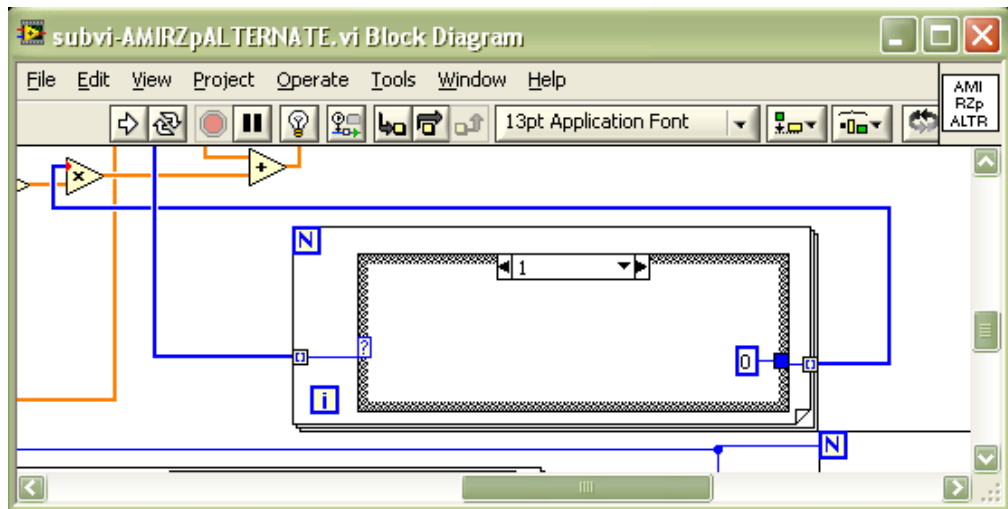 subvi-AMIRZpALTERNATE.vi Block Diagram
File Edit View Project Operate Tools Window Help
AMI
RZp
ALTR
13pt Application Font
x
+
N
1
?
0
i
N